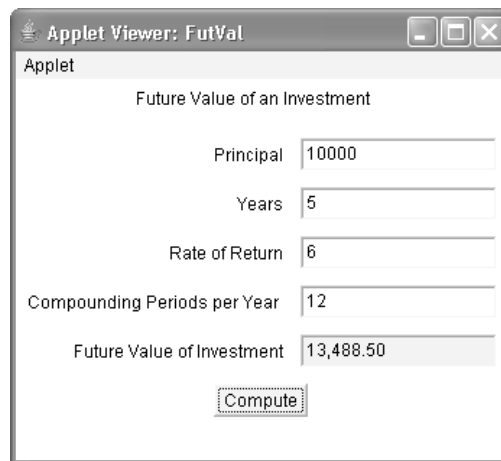 Applet Viewer: FutVal
Applet
Future Value of an Investment
Principal 10000
Years 5
Rate of Return 6
Compounding Periods per Year 12
Future Value of Investment 13,488.50
Compute